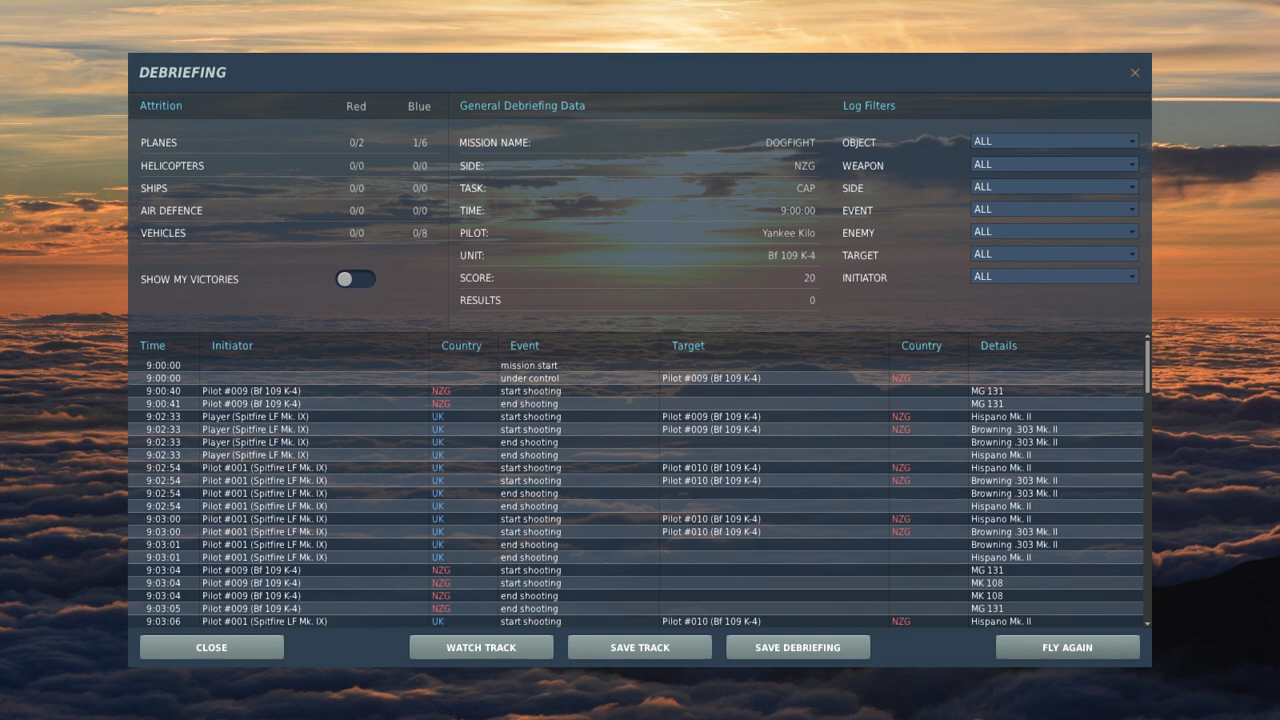 DEBRIEFING
Attrition Red Blue General Debriefing Data Log Filters
PLANES 0/2 1/6 MISSION NAME: DOGFIGHT OBJECT ALL
HELICOPTERS 0/0 0/0 SIDE: NZG WEAPON ALL
SHIPS 0/0 0/0 TASK: CAP SIDE ALL
AIR DEFENCE 0/0 0/0 TIME: 9:00:00 EVENT ALL
VEHICLES 0/0 0/8 PILOT: Yankee Kilo ENEMY ALL
UNIT: Bf 109 K-4 TARGET ALL
SHOW MY VICTORIES SCORE: 20 INITIATOR ALL
RESULTS 0
Time Initiator Country Event Target Country Details
9:00:00 mission start
9:00:00 under control Pilot #009 (Bf 109 K-4) NZG
9:00:40 Pilot #009 (Bf 109 K-4) NZG start shooting MG 131
9:00:41 Pilot #009 (Bf 109 K-4) NZG end shooting MG 131
9:02:33 Player (Spitfire LF Mk. IX) UK start shooting Pilot #009 (Bf 109 K-4) NZG Hispano Mk. II
9:02:33 Player (Spitfire LF Mk. IX) UK start shooting Pilot #009 (Bf 109 K-4) NZG Browning .303 Mk. II
9:02:33 Player (Spitfire LF Mk. IX) UK end shooting Browning .303 Mk. II
9:02:33 Player (Spitfire LF Mk. IX) UK end shooting Hispano Mk. II
9:02:54 Pilot #001 (Spitfire LF Mk. IX) UK start shooting Pilot #010 (Bf 109 K-4) NZG Hispano Mk. II
9:02:54 Pilot #001 (Spitfire LF Mk. IX) UK start shooting Pilot #010 (Bf 109 K-4) NZG Browning .303 Mk. II
9:02:54 Pilot #001 (Spitfire LF Mk. IX) UK end shooting Browning .303 Mk. II
9:02:54 Pilot #001 (Spitfire LF Mk. IX) UK end shooting Hispano Mk. II
9:03:00 Pilot #001 (Spitfire LF Mk. IX) UK start shooting Pilot #010 (Bf 109 K-4) NZG Hispano Mk. II
9:03:00 Pilot #001 (Spitfire LF Mk. IX) UK start shooting Pilot #010 (Bf 109 K-4) NZG Browning .303 Mk. II
9:03:01 Pilot #001 (Spitfire LF Mk. IX) UK end shooting Browning .303 Mk. II
9:03:01 Pilot #001 (Spitfire LF Mk. IX) UK end shooting Hispano Mk. II
9:03:04 Pilot #009 (Bf 109 K-4) NZG start shooting MG 131
9:03:04 Pilot #009 (Bf 109 K-4) NZG start shooting MK 108
9:03:04 Pilot #009 (Bf 109 K-4) NZG end shooting MK 108
9:03:05 Pilot #009 (Bf 109 K-4) NZG end shooting MG 131
9:03:06 Pilot #001 (Spitfire LF Mk. IX) UK start shooting Pilot #010 (Bf 109 K-4) NZG Hispano Mk. II
CLOSE WATCH TRACK SAVE TRACK SAVE DEBRIEFING FLY AGAIN